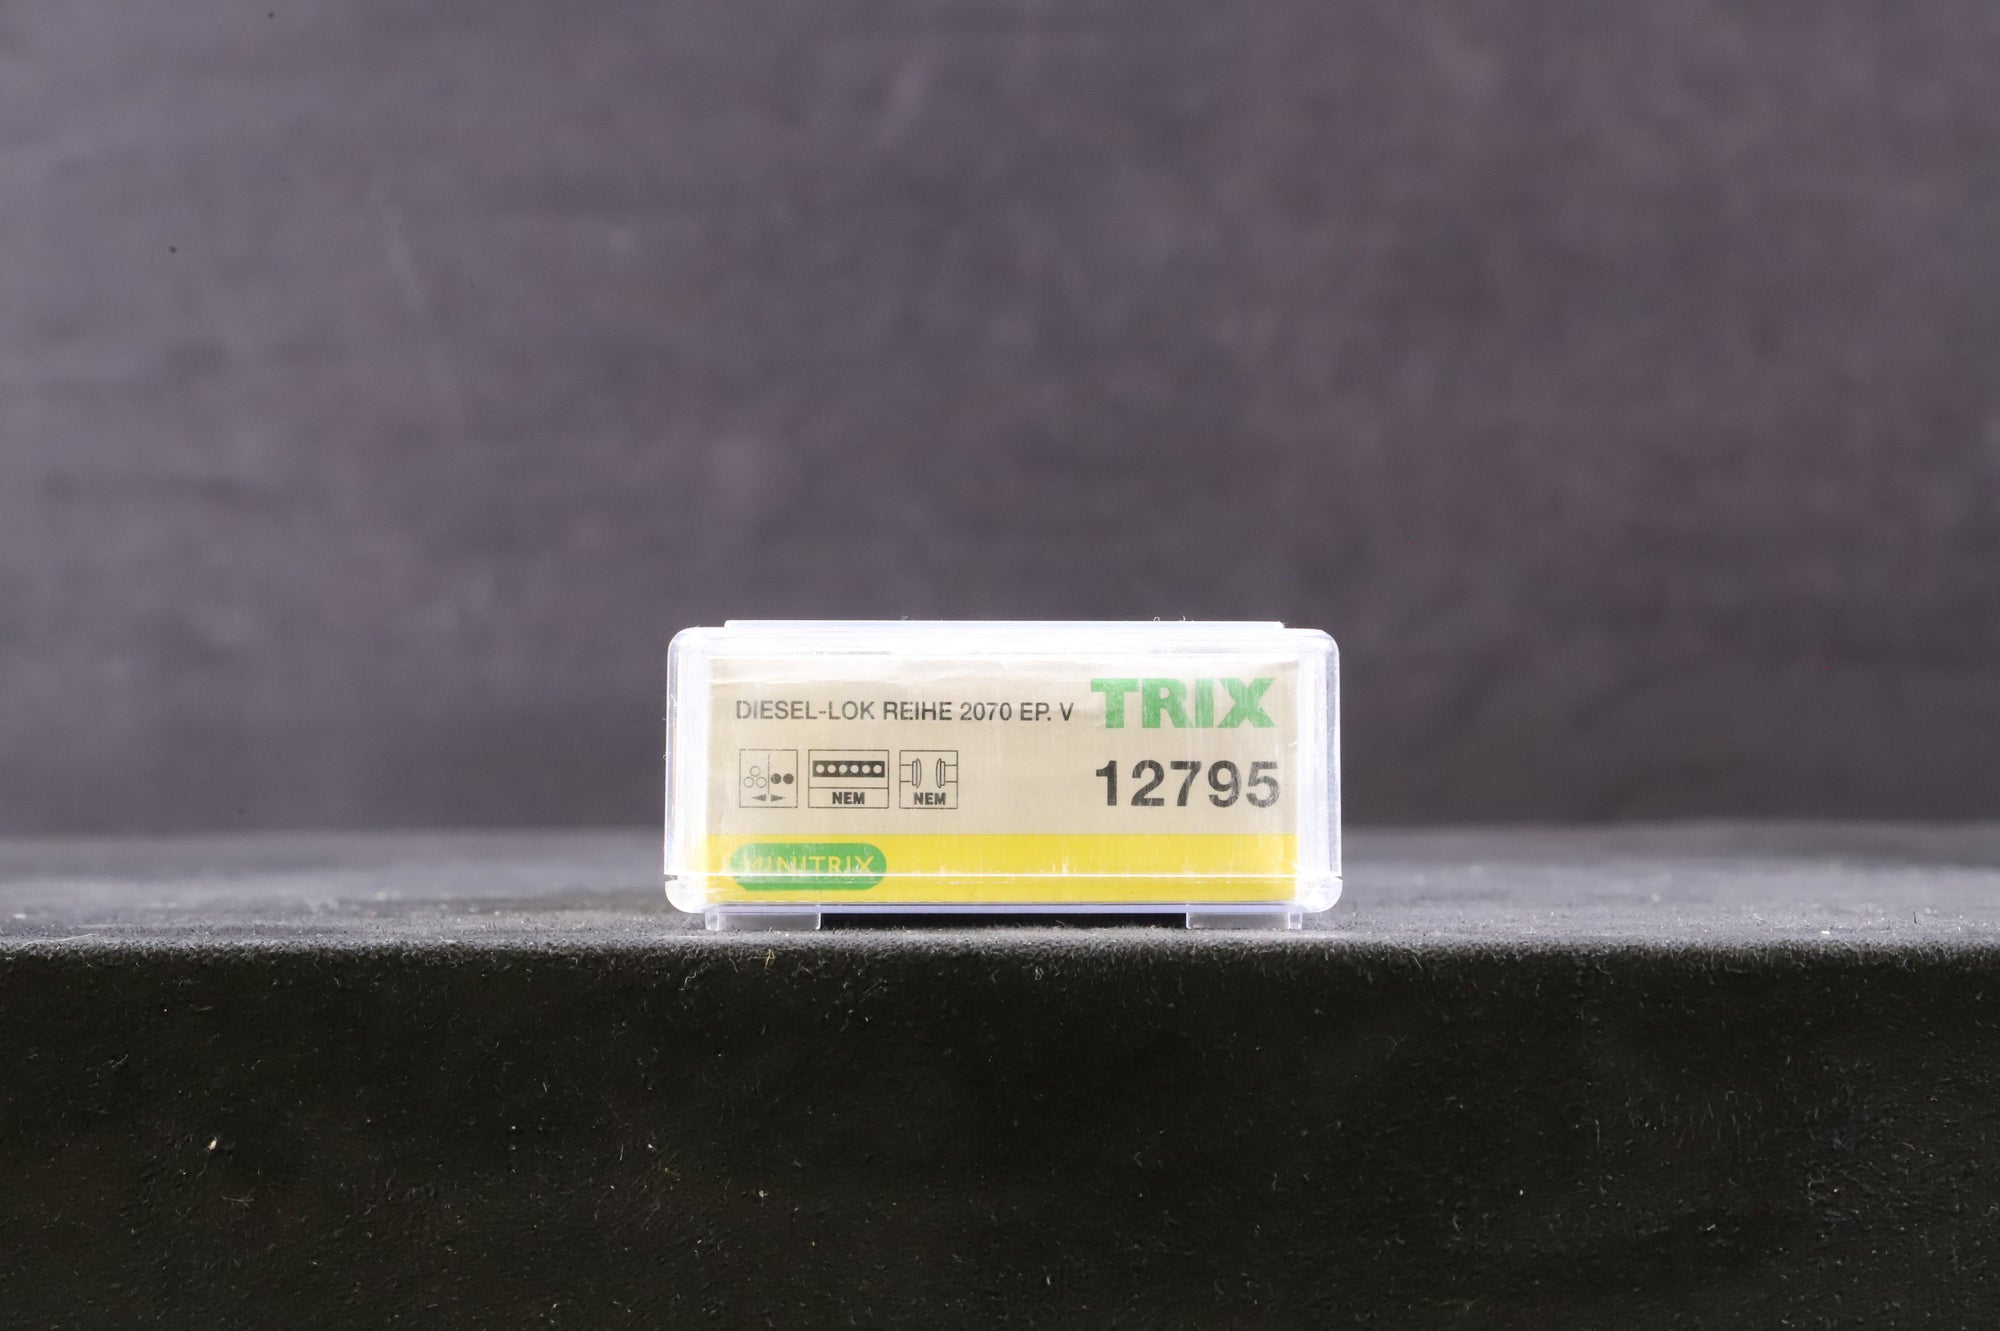 DIESEL-LOK REIHE 2070 EP. V
TRIX
12795
NEM
NEM
MINITRIX